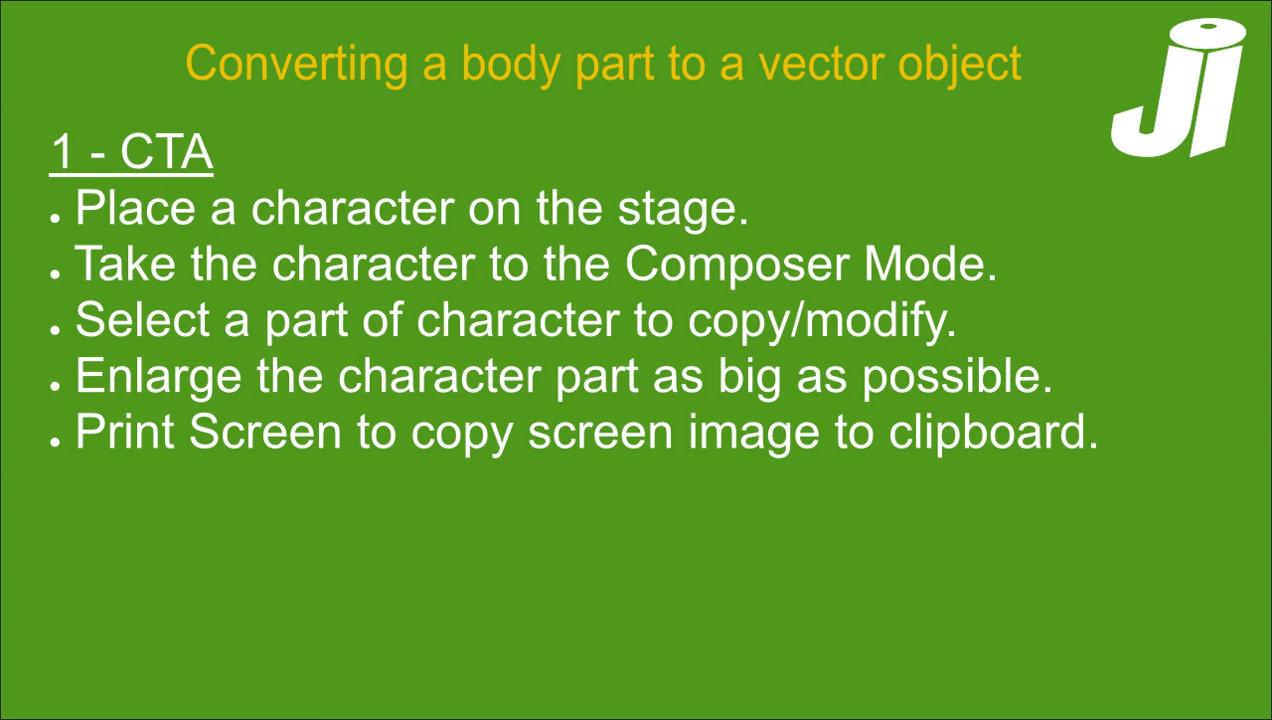 Converting a body part to a vector object
JI
1 - CTA
• Place a character on the stage.
• Take the character to the Composer Mode.
• Select a part of character to copy/modify.
• Enlarge the character part as big as possible.
• Print Screen to copy screen image to clipboard.